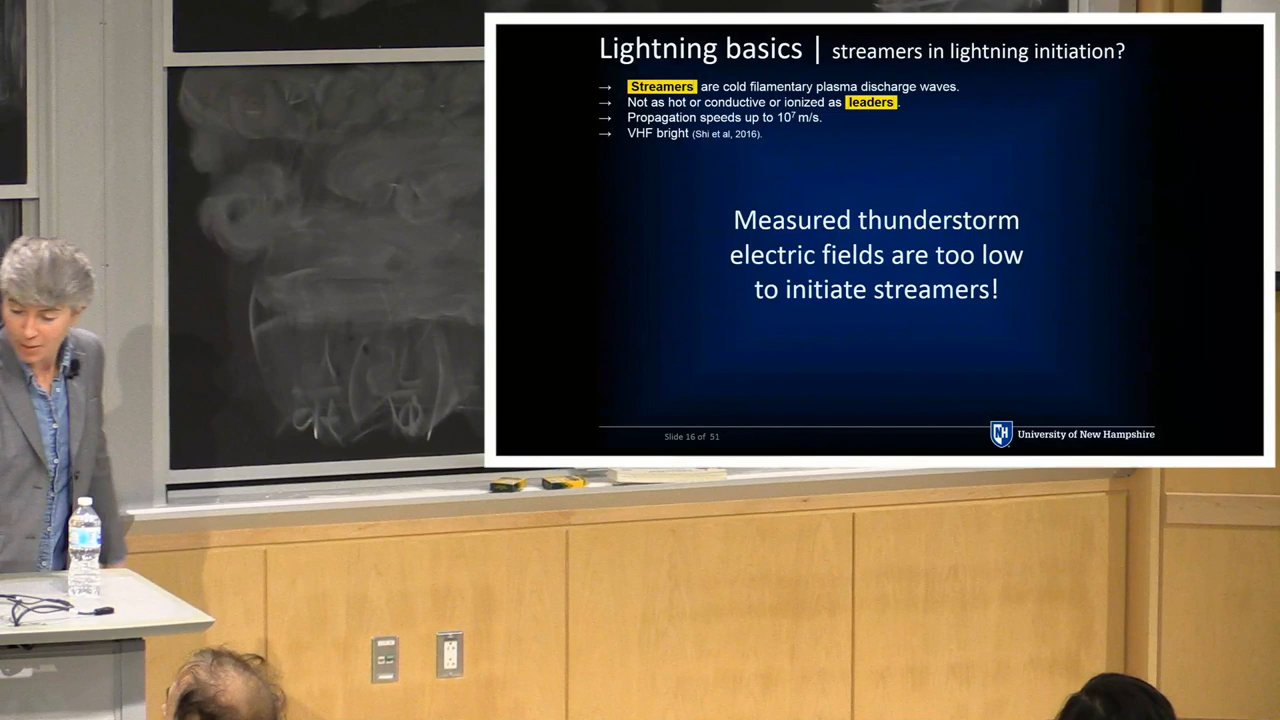 Lightning basics | streamers in lightning initiation?
→ Streamers are cold filamentary plasma discharge waves.
→ Not as hot or conductive or ionized as leaders.
→ Propagation speeds up to 10⁷ m/s.
→ VHF bright (Shi et al, 2016).
Measured thunderstorm
electric fields are too low
to initiate streamers!
Slide 16 of 51
NH University of New Hampshire